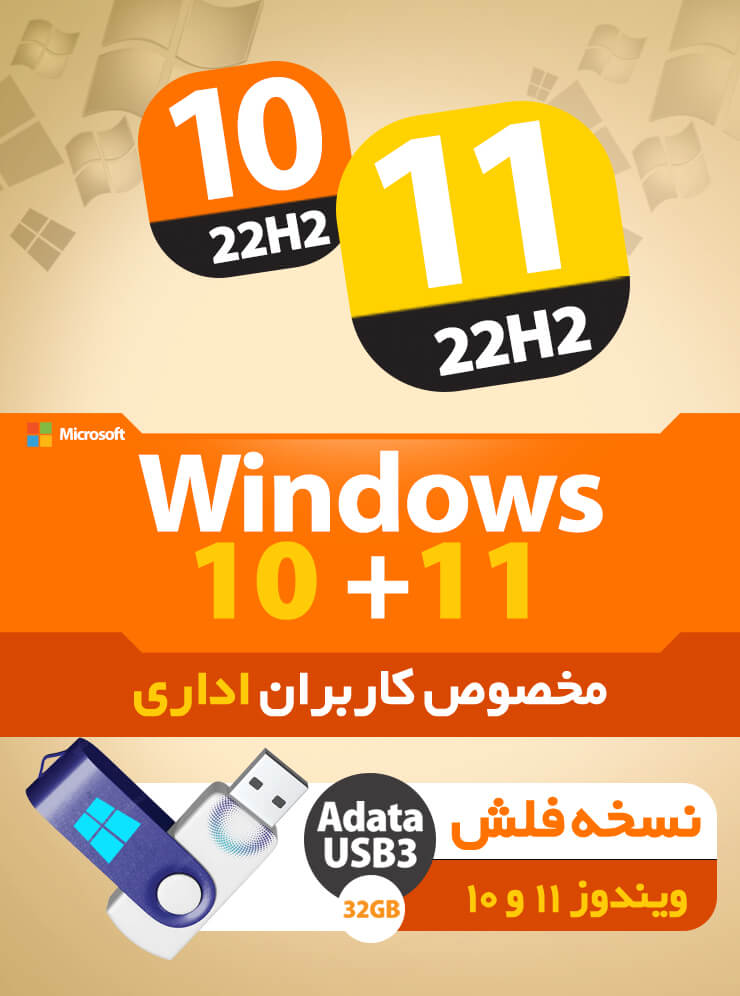 10
22H2
11
22H2
Microsoft
Windows
10 + 11
مخصوص کاربران اداری
Adata
USB3
32GB
نسخه فلش
ویندوز ۱۱ و ۱۰